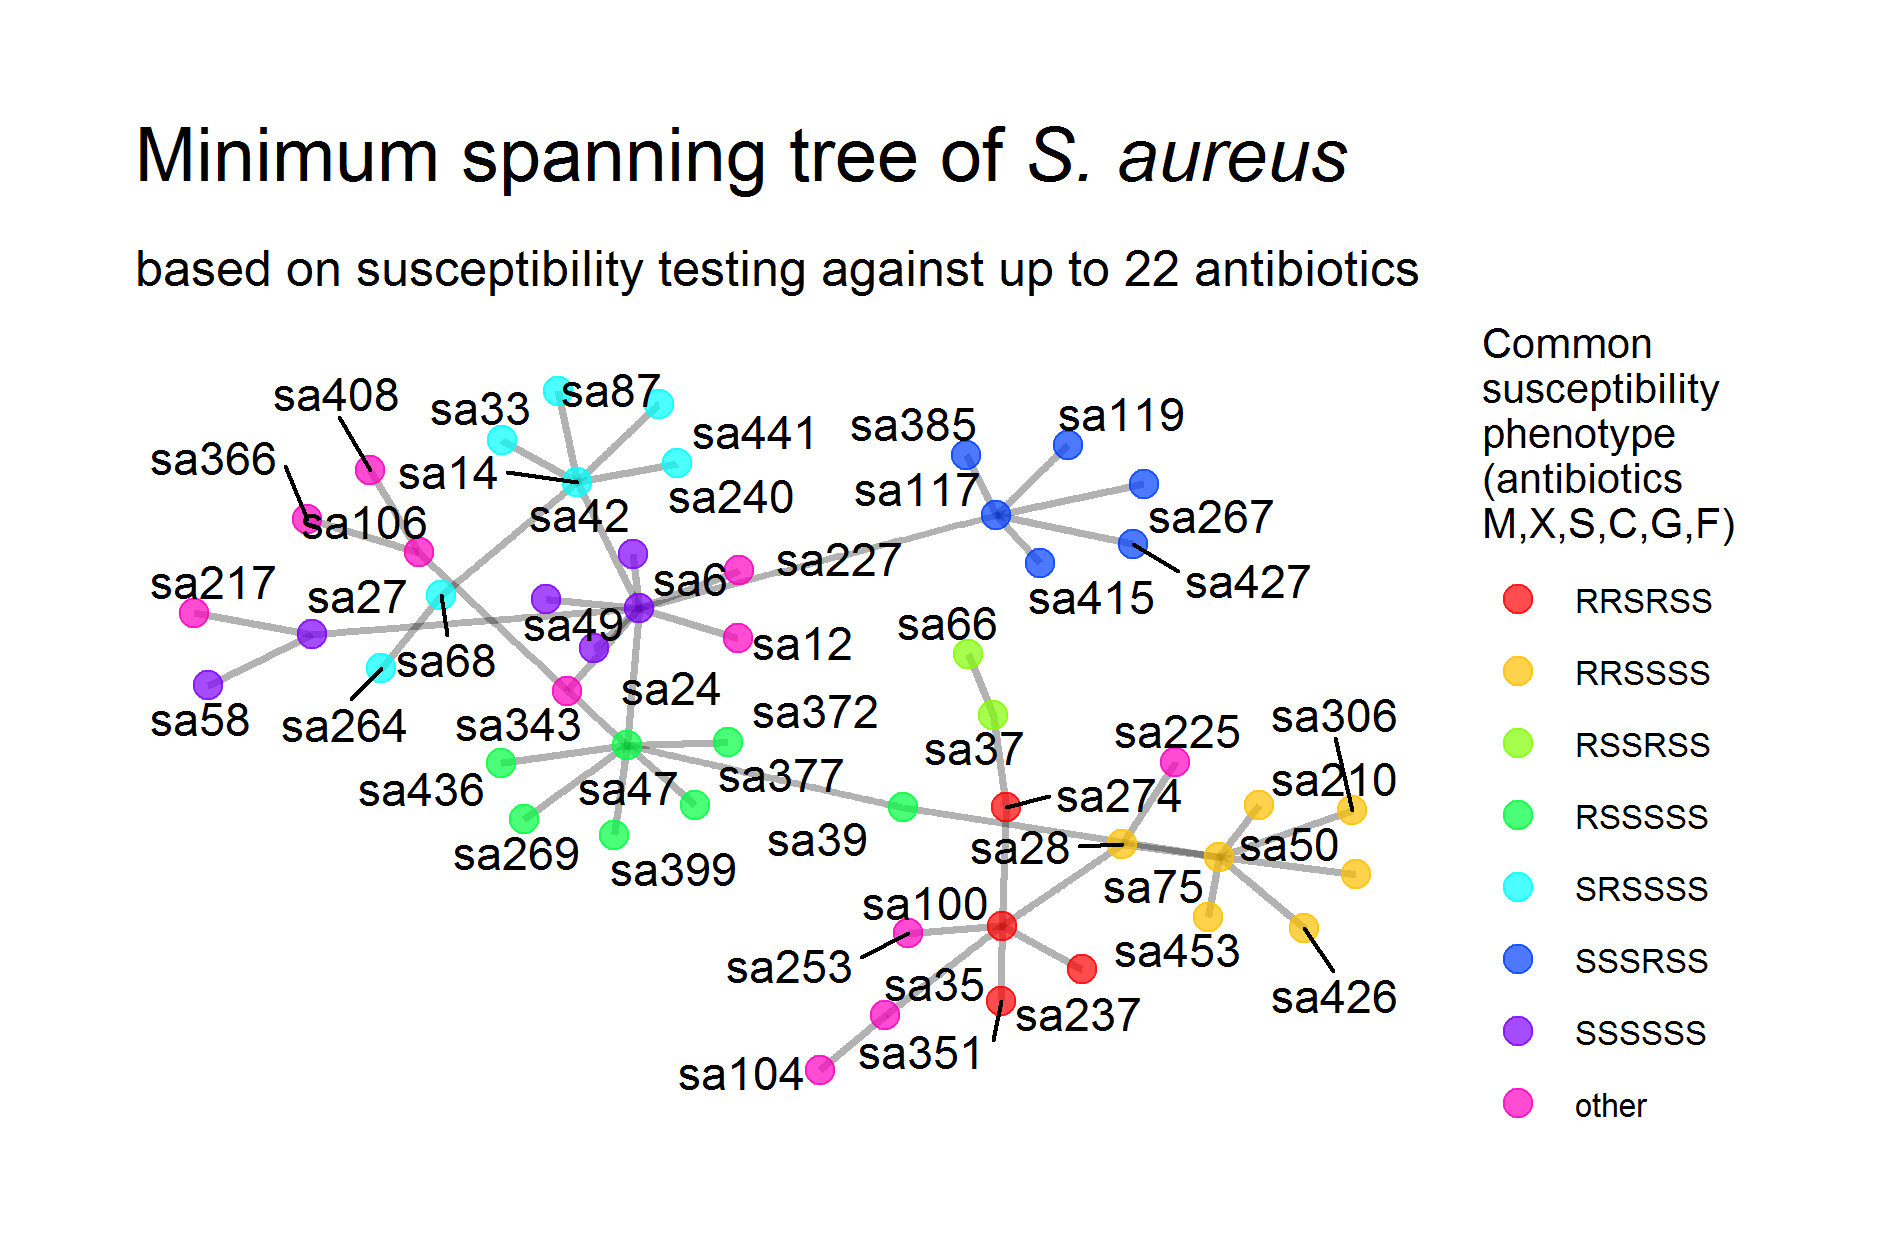 Minimum spanning tree of S. aureus
based on susceptibility testing against up to 22 antibiotics
Common
susceptibility
phenotype
(antibiotics
M,X,S,C,G,F)
RRSRSS
RRSSSS
RSSRSS
RSSSSS
SRSSSS
SSSRSS
SSSSSS
other
sa408
sa33
sa87
sa385
sa119
sa366
sa14
sa441
sa117
sa106
sa42
sa240
sa267
sa217
sa27
sa6
sa227
sa427
sa415
sa49
sa66
sa12
sa68
sa58
sa264
sa343
sa24
sa372
sa37
sa225
sa306
sa436
sa47
sa377
sa274
sa210
sa269
sa399
sa39
sa28
sa50
sa75
sa100
sa253
sa35
sa453
sa426
sa237
sa351
sa104